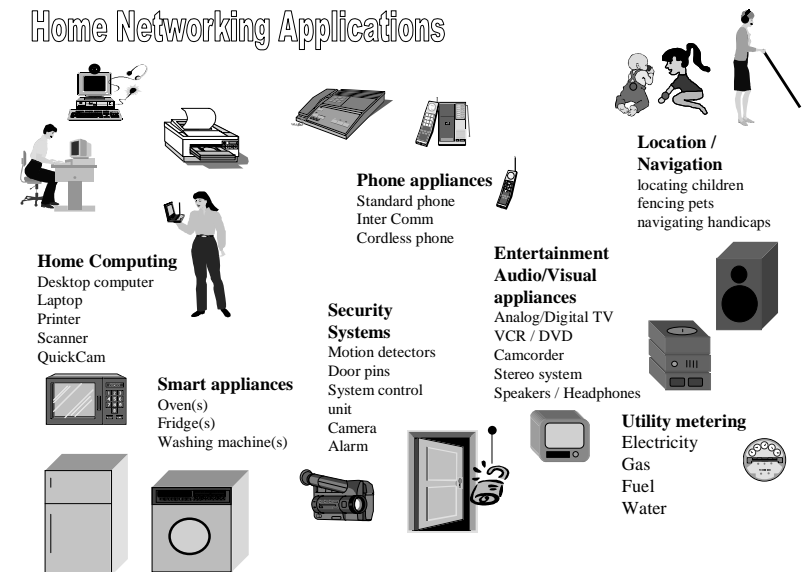 Home Networking Applications
Location /
Navigation
locating children
fencing pets
navigating handicaps
Phone appliances
Standard phone
Inter Comm
Cordless phone
Home Computing
Desktop computer
Laptop
Printer
Scanner
QuickCam
Entertainment
Audio/Visual
appliances
Analog/Digital TV
VCR / DVD
Camcorder
Stereo system
Speakers / Headphones
Security
Systems
Motion detectors
Door pins
System control
unit
Camera
Alarm
Smart appliances
Oven(s)
Fridge(s)
Washing machine(s)
Utility metering
Electricity
Gas
Fuel
Water